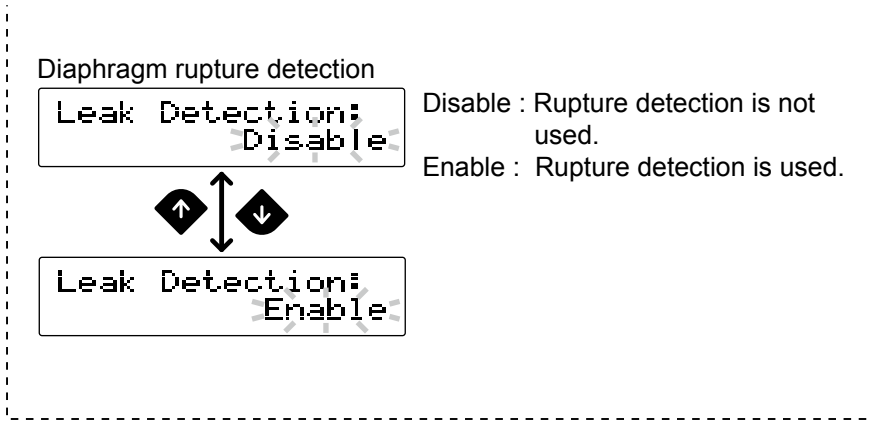 Diaphragm rupture detection
Leak Detection:
Disable
Disable : Rupture detection is not
used.
Enable : Rupture detection is used.
Leak Detection:
Enable